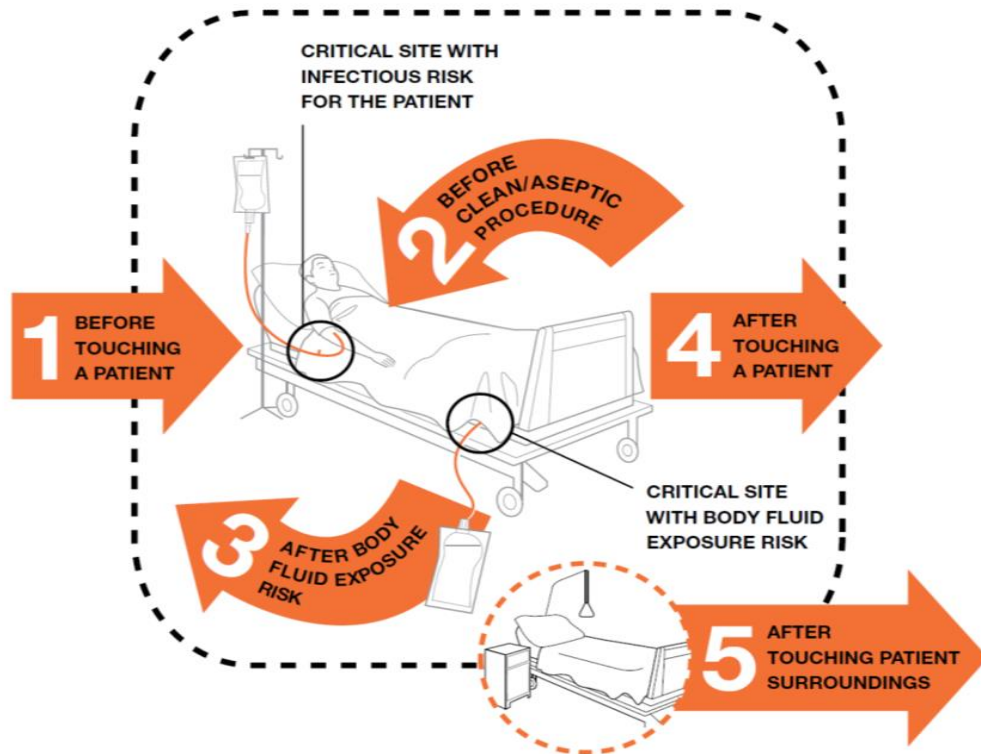 CRITICAL SITE WITH
INFECTIOUS RISK
FOR THE PATIENT
2
BEFORE
CLEAN/ASEPTIC
PROCEDURE
1
BEFORE
TOUCHING
A PATIENT
4
AFTER
TOUCHING
A PATIENT
CRITICAL SITE
WITH BODY FLUID
EXPOSURE RISK
3
AFTER BODY
FLUID EXPOSURE
RISK
5
AFTER
TOUCHING PATIENT
SURROUNDINGS